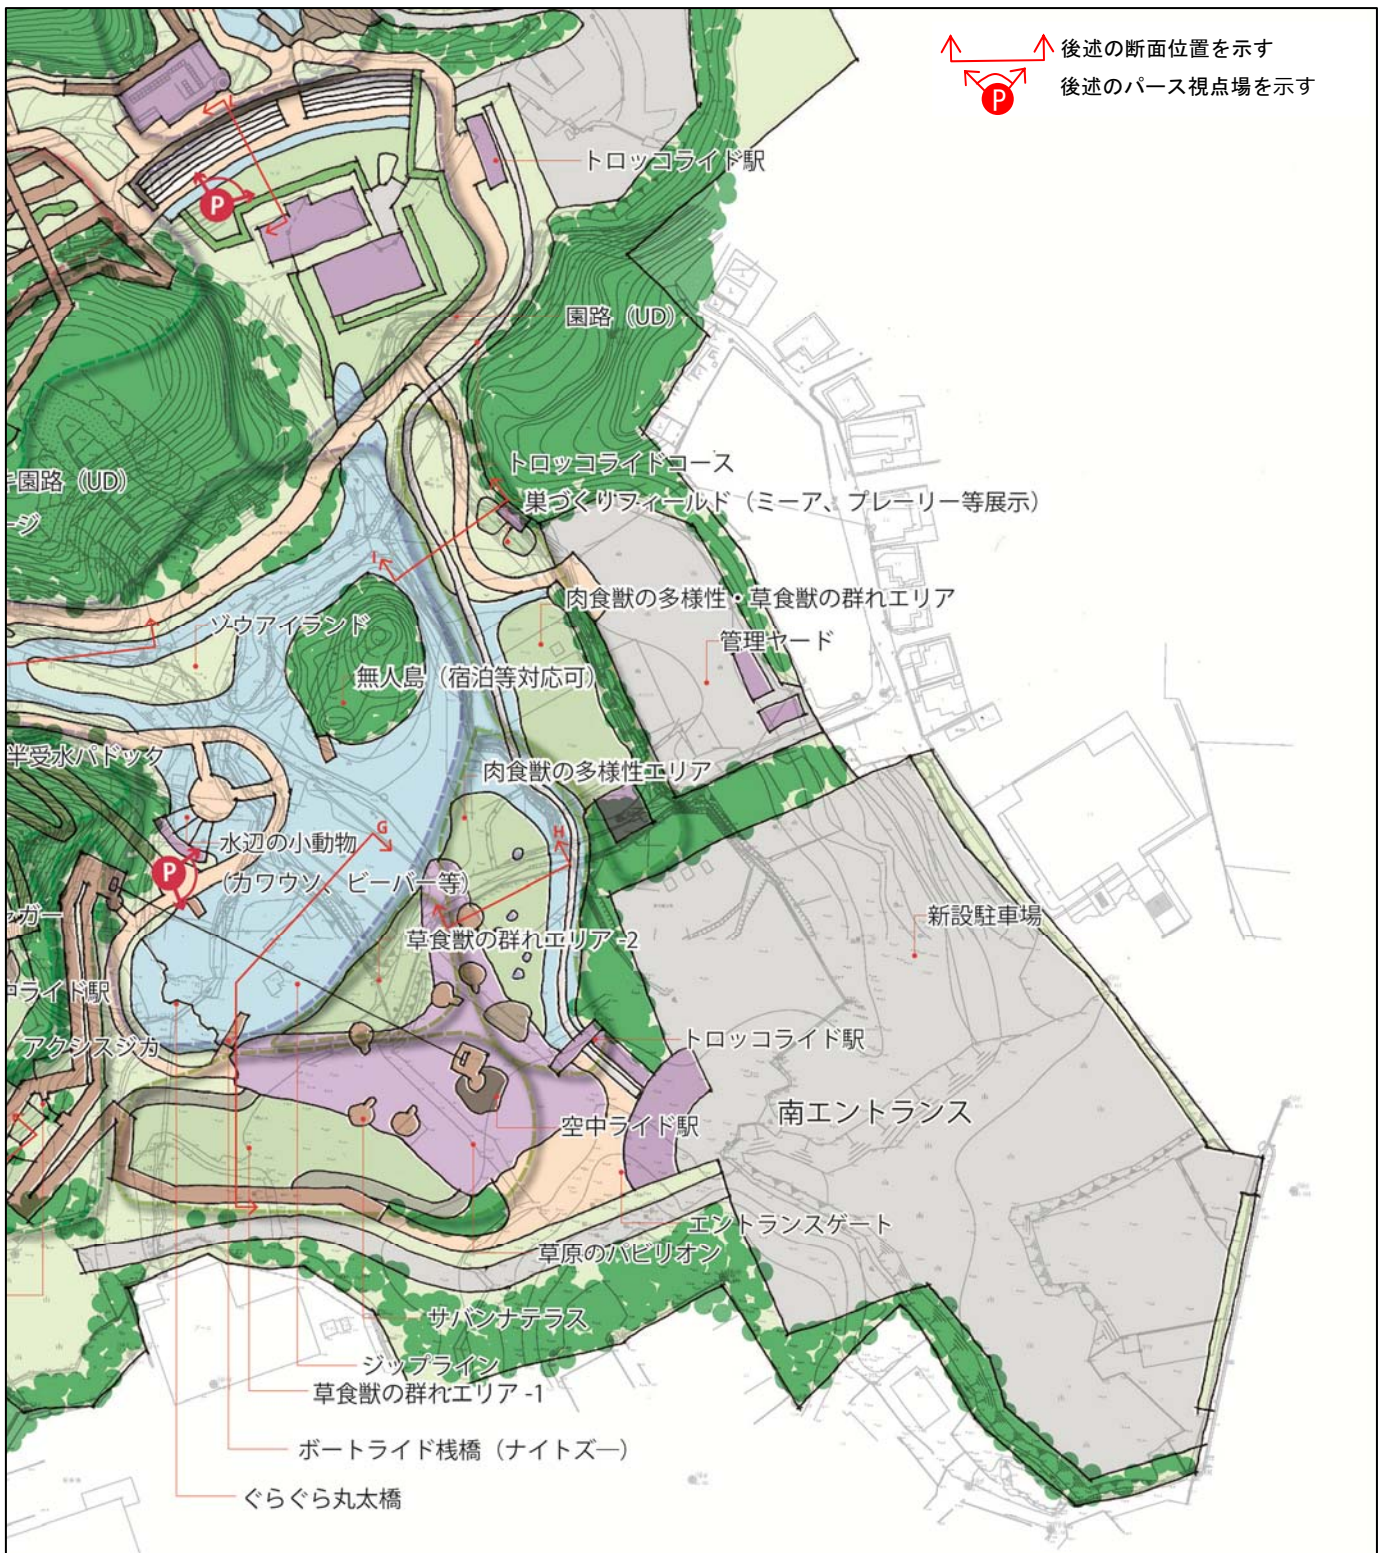 後述の断面位置を示す
P
後述のパース視点場を示す
トロッコライド駅
P
園路（UD）
トロッコライドコース
園路（UD）
巣づくりフィールド（ミーア、プレーリー等展示）
ージ
I
肉食獣の多様性・草食獣の群れエリア
ゾウアイランド
管理ヤード
無人島（宿泊等対応可）
半受水パドック
肉食獣の多様性エリア
G
H
水辺の小動物
P
（カワウソ、ビーバー等）
ガー
新設駐車場
草食獣の群れエリア -2
ライド駅
トロッコライド駅
アクシスジカ
南エントランス
空中ライド駅
エントランスゲート
草原のパビリオン
サバンナテラス
ジップライン
草食獣の群れエリア -1
ボートライド桟橋（ナイトズー）
ぐらぐら丸太橋